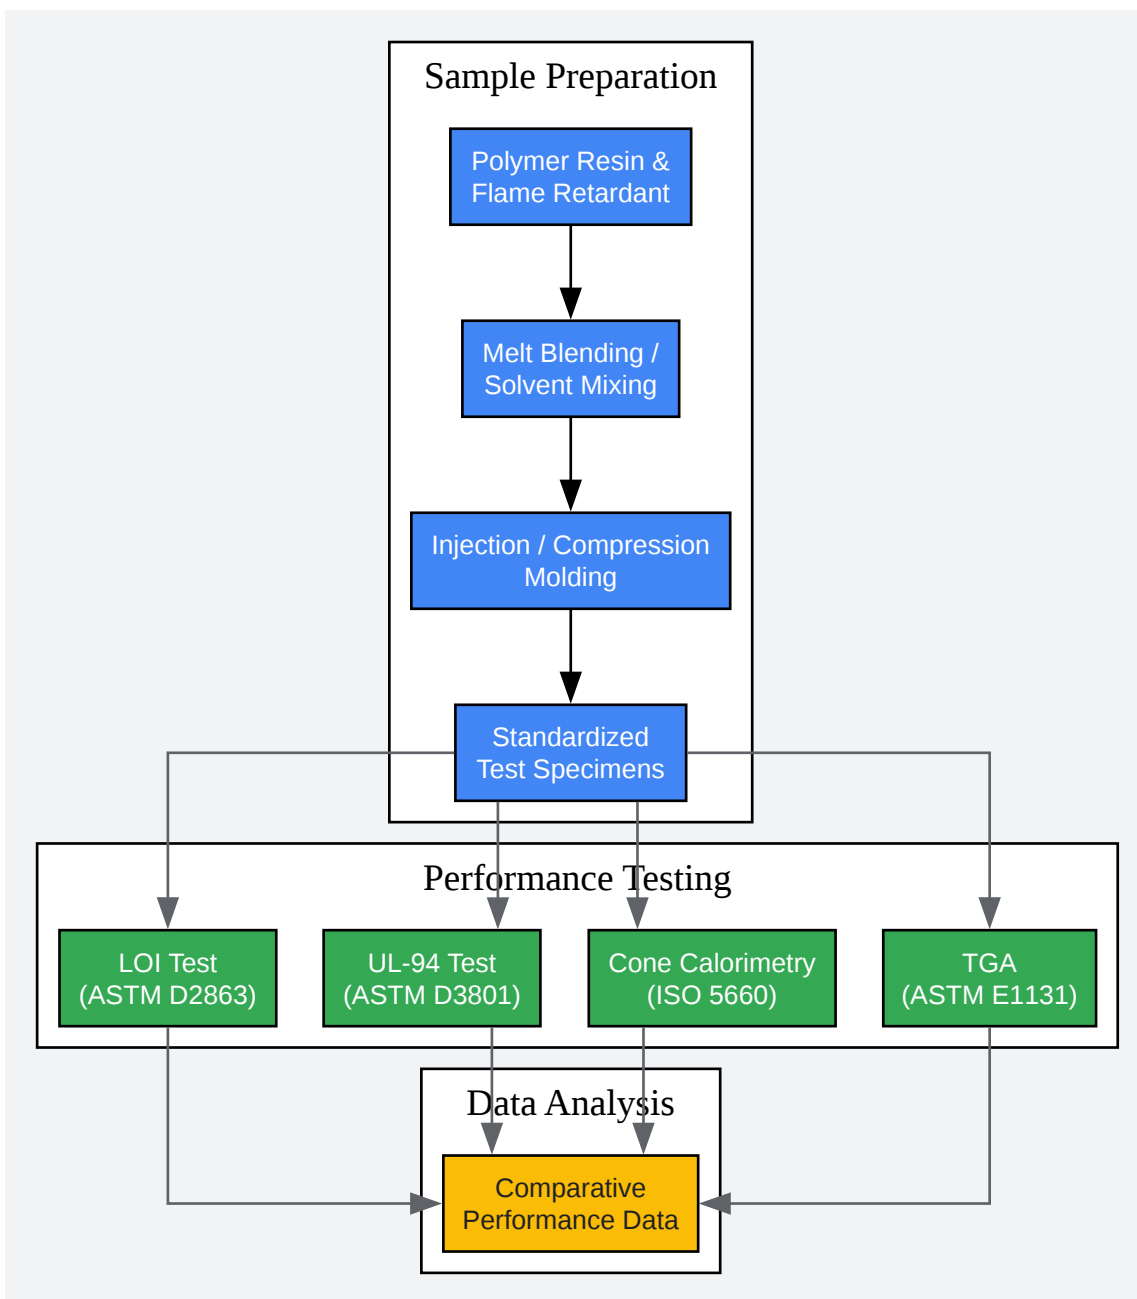 Sample Preparation
Polymer Resin &
Flame Retardant
Melt Blending /
Solvent Mixing
Injection / Compression
Molding
Standardized
Test Specimens
Performance Testing
LOI Test
(ASTM D2863)
UL-94 Test
(ASTM D3801)
Cone Calorimetry
(ISO 5660)
TGA
(ASTM E1131)
Data Analysis
Comparative
Performance Data